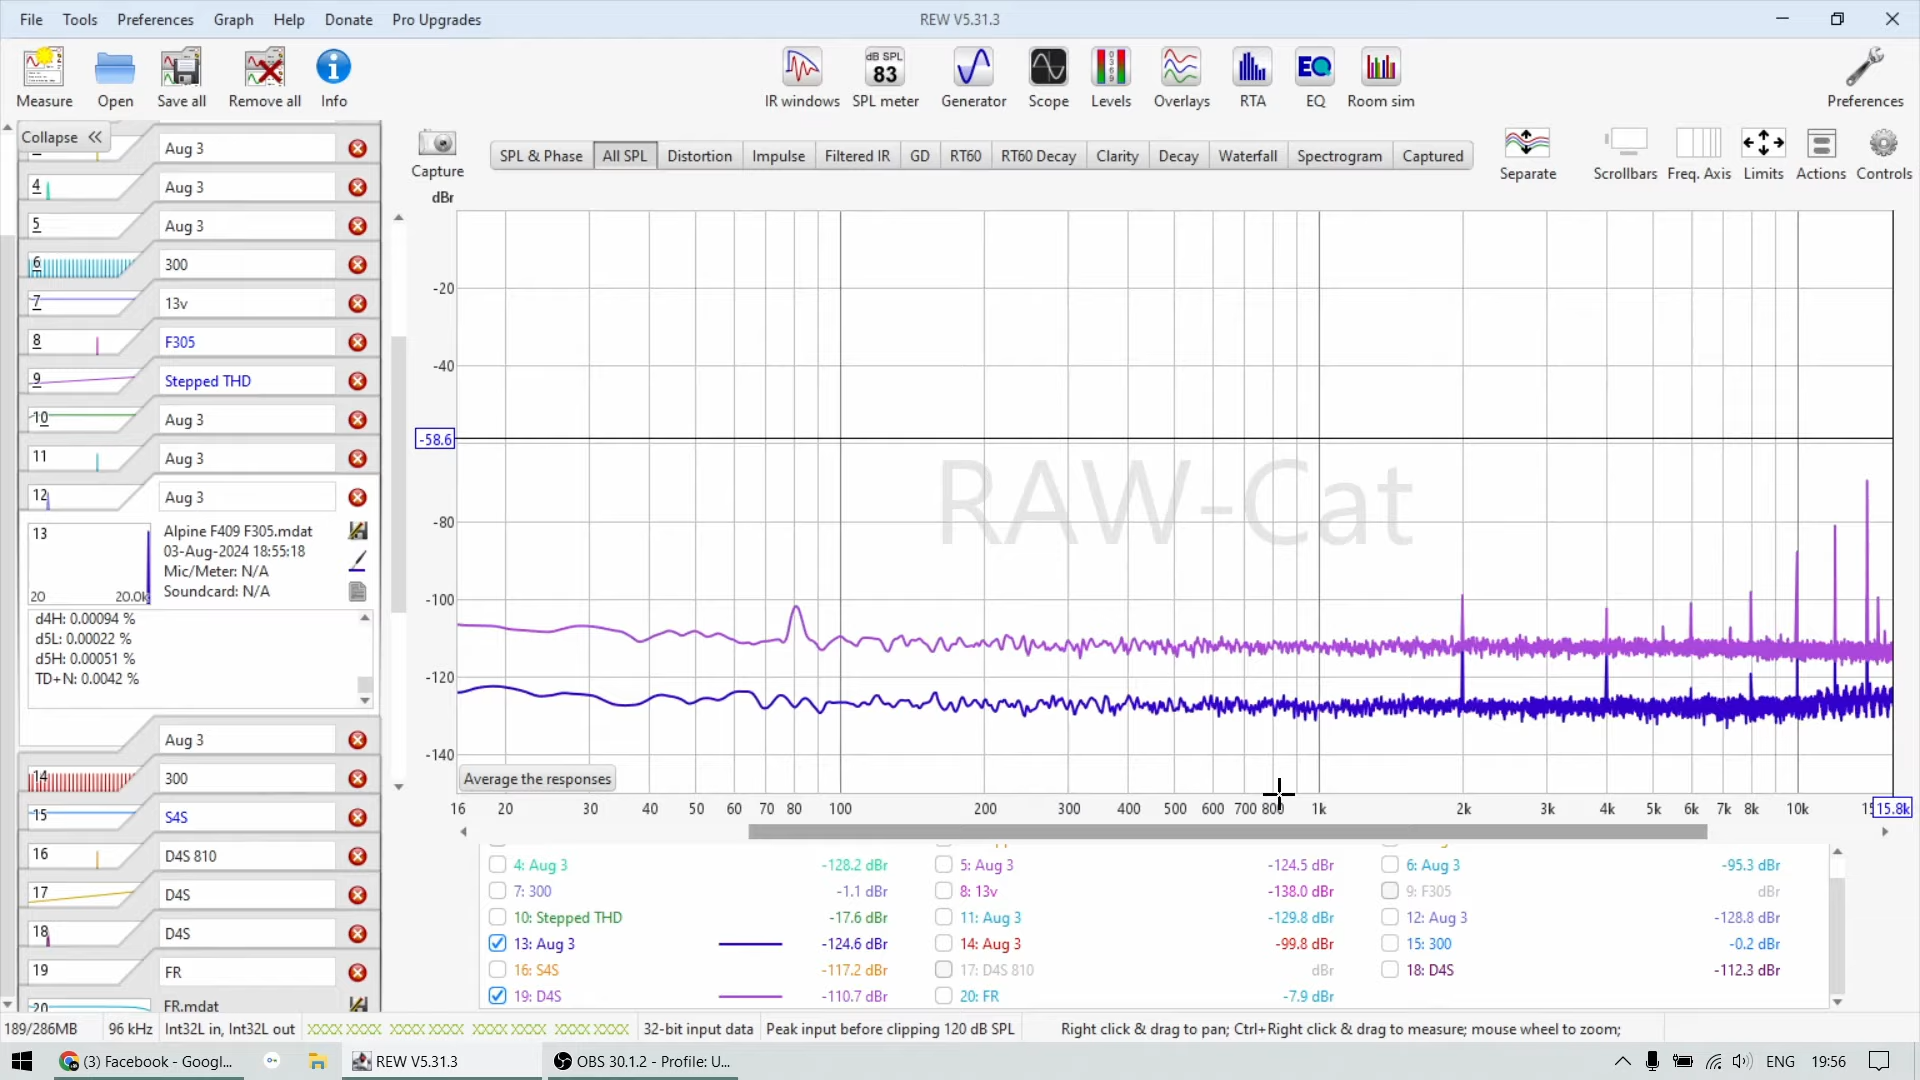 File Tools Preferences Graph Help Donate Pro Upgrades
REW V5.31.3
Measure Open Save all Remove all Info
dB SPL
83
IR windows SPL meter Generator Scope Levels Overlays RTA EQ Room sim
Preferences
Collapse
Capture
SPL & Phase All SPL Distortion Impulse Filtered IR GD RT60 RT60 Decay Clarity Decay Waterfall Spectrogram Captured
Separate Scrollbars Freq. Axis Limits Actions Controls
Aug 3
4 Aug 3
5 Aug 3
6 300
7 13v
8 F305
9 Stepped THD
10 Aug 3
11 Aug 3
12 Aug 3
13
20 20.0k
Alpine F409 F305.mdat
03-Aug-2024 18:55:18
Mic/Meter: N/A
Soundcard: N/A
d4H: 0.00094 %
d5L: 0.00022 %
d5H: 0.00051 %
TD+N: 0.0042 %
Aug 3
14 300
15 S4S
16 D4S 810
17 D4S
18 D4S
19 FR
20 FR.mdat
dBr
-20
-40
-58.6
-80
-100
-120
-140
RAW-Cat
Average the responses
16 20 30 40 50 60 70 80 100 200 300 400 500 600 700 800 1k 2k 3k 4k 5k 6k 7k 8k 10k 15.8k
4: Aug 3 -128.2 dBr 5: Aug 3 -124.5 dBr 6: Aug 3 -95.3 dBr
7: 300 -1.1 dBr 8: 13v -138.0 dBr 9: F305 dBr
10: Stepped THD -17.6 dBr 11: Aug 3 -129.8 dBr 12: Aug 3 -128.8 dBr
13: Aug 3 -124.6 dBr 14: Aug 3 -99.8 dBr 15: 300 -0.2 dBr
16: S4S -117.2 dBr 17: D4S 810 dBr 18: D4S -112.3 dBr
19: D4S -110.7 dBr 20: FR -7.9 dBr
189/286MB 96 kHz Int32L in, Int32L out XXXX XXXX XXXX XXXX XXXX XXXX XXXX XXXX 32-bit input data Peak input before clipping 120 dB SPL Right click & drag to pan; Ctrl+Right click & drag to measure; mouse wheel to zoom;
(3) Facebook - Googl... REW V5.31.3 OBS 30.1.2 - Profile: U... ENG 19:56